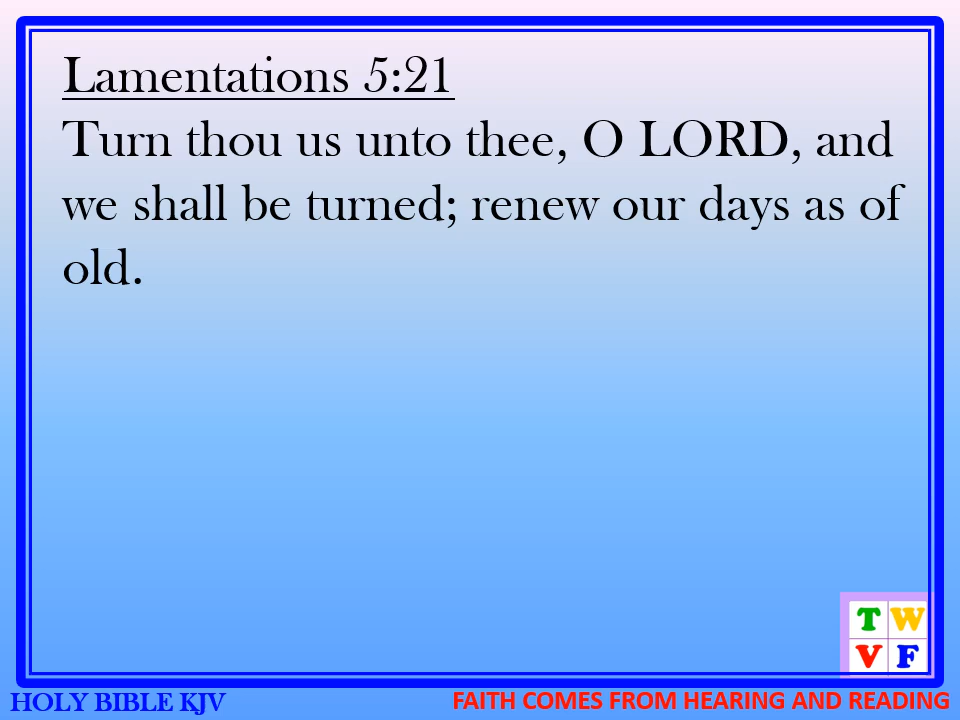 Lamentations 5:21
Turn thou us unto thee, O LORD, and
we shall be turned; renew our days as of
old.
T W
V F
HOLY BIBLE KJV
FAITH COMES FROM HEARING AND READING